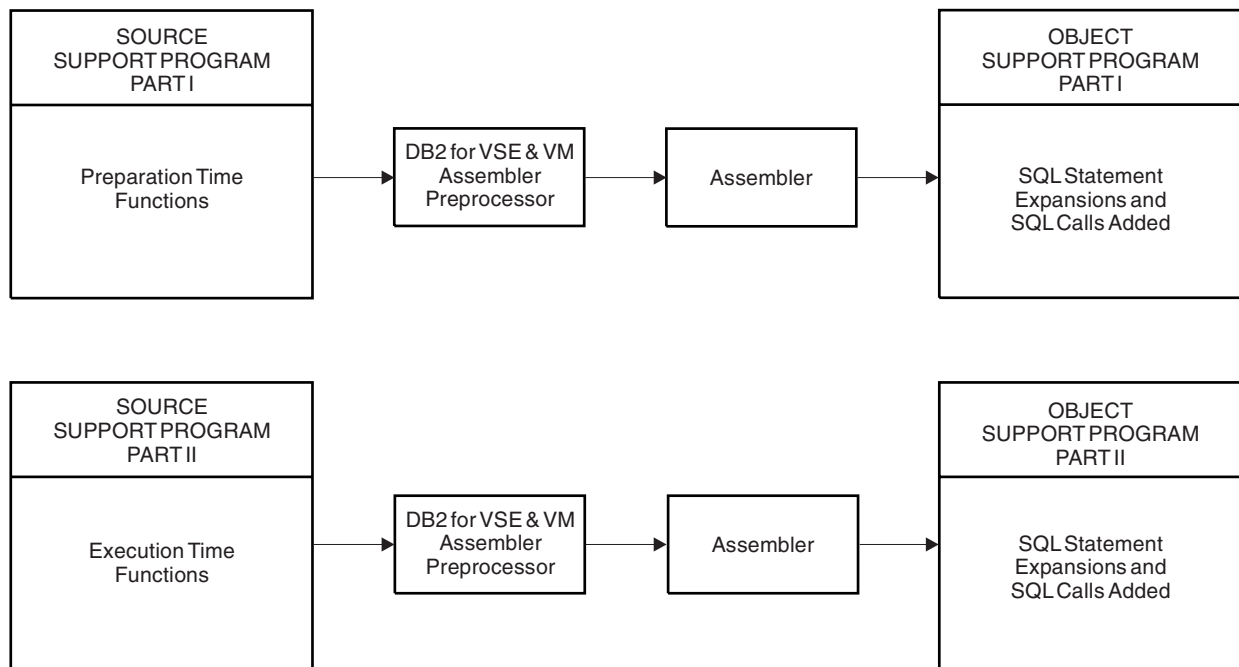 SOURCE
SUPPORT PROGRAM
PART I
Preparation Time
Functions
DB2 for VSE & VM
Assembler
Preprocessor
Assembler
OBJECT
SUPPORT PROGRAM
PART I
SQL Statement
Expansions and
SQL Calls Added
SOURCE
SUPPORT PROGRAM
PART II
Execution Time
Functions
DB2 for VSE & VM
Assembler
Preprocessor
Assembler
OBJECT
SUPPORT PROGRAM
PART II
SQL Statement
Expansions and
SQL Calls Added